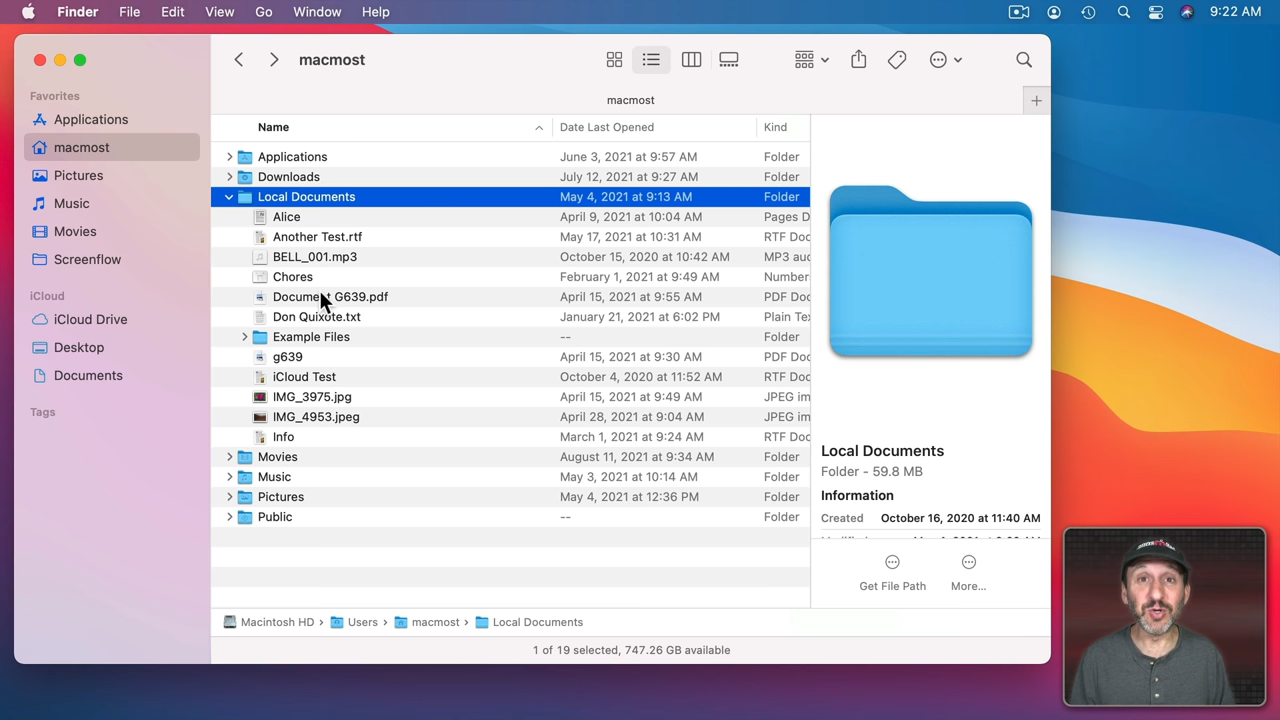 Finder File Edit View Go Window Help 9:22 AM
macmost
macmost
Favorites
Applications
macmost
Pictures
Music
Movies
Screenflow
iCloud
iCloud Drive
Desktop
Documents
Tags
Name Date Last Opened Kind
Applications June 3, 2021 at 9:57 AM Folder
Downloads July 12, 2021 at 9:27 AM Folder
Local Documents May 4, 2021 at 9:13 AM Folder
Alice April 9, 2021 at 10:04 AM Pages D
Another Test.rtf May 17, 2021 at 10:31 AM RTF Doc
BELL_001.mp3 October 15, 2020 at 10:42 AM MP3 aud
Chores February 1, 2021 at 9:49 AM Number
Document G639.pdf April 15, 2021 at 9:55 AM PDF Doc
Don Quixote.txt January 21, 2021 at 6:02 PM Plain Te
Example Files -- Folder
g639 April 15, 2021 at 9:30 AM PDF Doc
iCloud Test October 4, 2020 at 11:52 AM RTF Doc
IMG_3975.jpg April 15, 2021 at 9:49 AM JPEG im
IMG_4953.jpeg April 28, 2021 at 9:04 AM JPEG im
Info March 1, 2021 at 9:24 AM RTF Doc
Movies August 11, 2021 at 9:34 AM Folder
Music May 3, 2021 at 10:14 AM Folder
Pictures May 4, 2021 at 12:36 PM Folder
Public -- Folder
Local Documents
Folder - 59.8 MB
Information
Created October 16, 2020 at 11:40 AM
Get File Path More...
Macintosh HD › Users › macmost › Local Documents
1 of 19 selected, 747.26 GB available